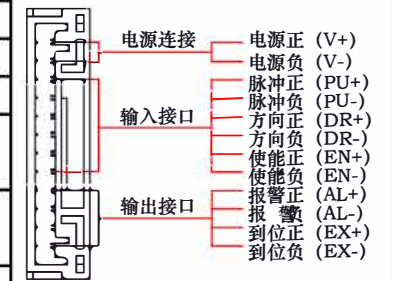 电源连接
电源正 (V+)
电源负 (V-)
输入接口
脉冲正 (PU+)
脉冲负 (PU-)
方向正 (DR+)
方向负 (DR-)
使能正 (EN+)
使能负 (EN-)
输出接口
报警正 (AL+)
报 警负 (AL-)
到位正 (EX+)
到位负 (EX-)